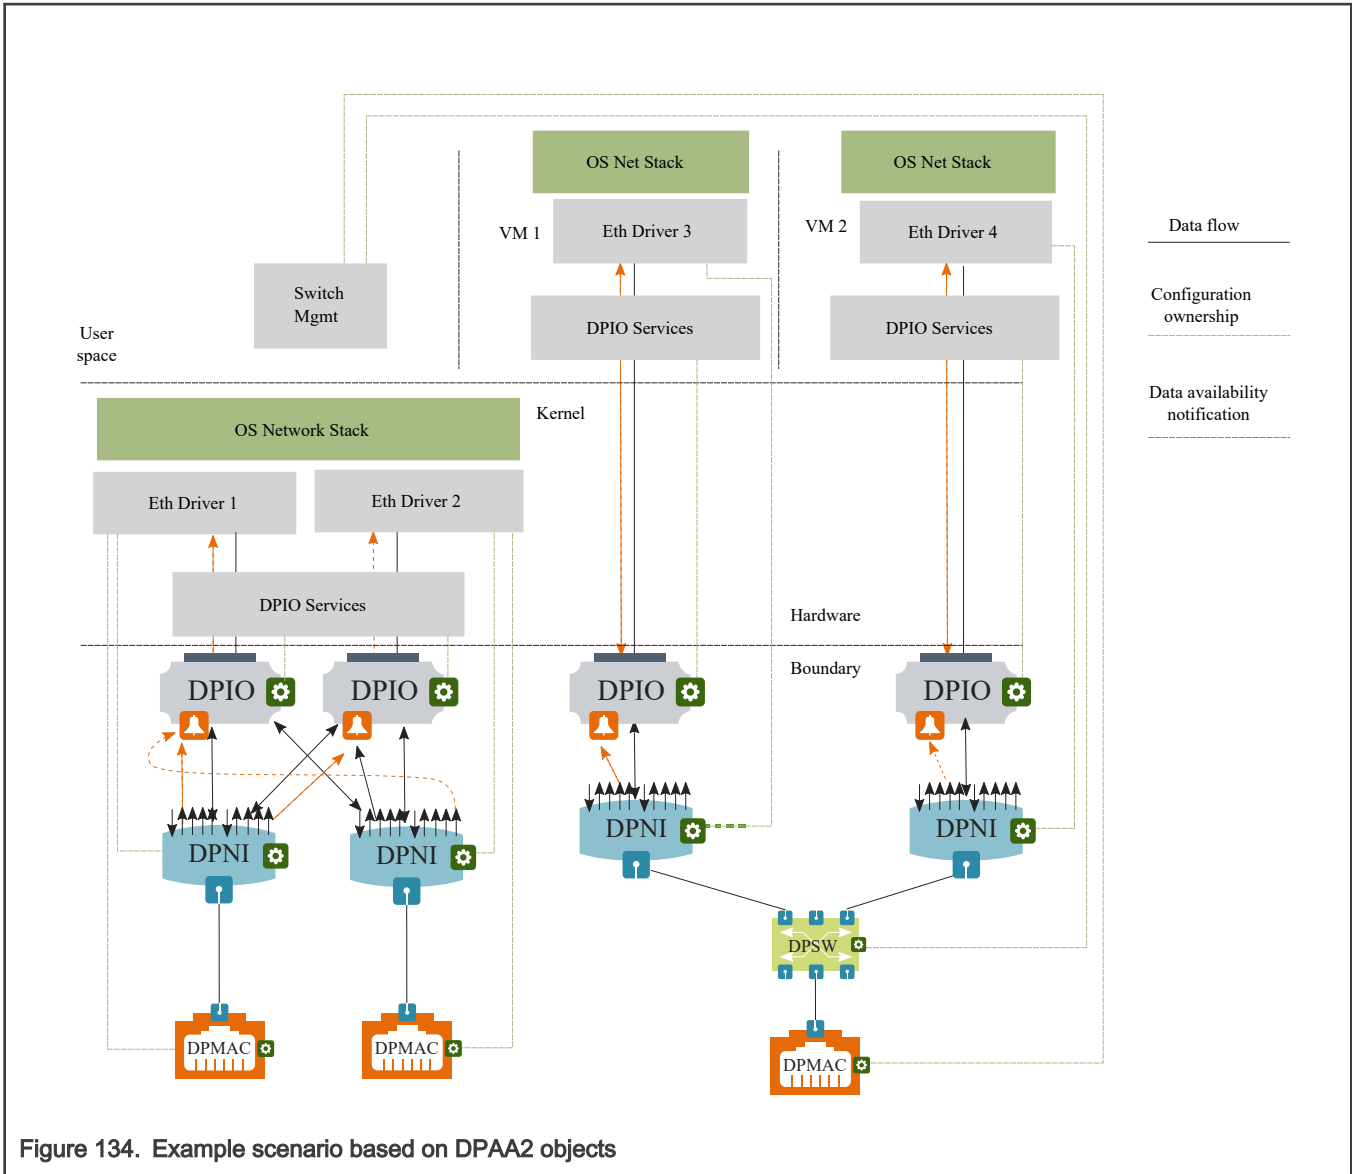 OS Net Stack
OS Net Stack
VM 1
Eth Driver 3
VM 2
Eth Driver 4
Data flow
Switch
Mgmt
Configuration
ownership
User
space
DPIO Services
DPIO Services
Data availability
notification
Kernel
OS Network Stack
Eth Driver 1
Eth Driver 2
DPIO Services
Hardware
Boundary
DPIO
DPIO
DPIO
DPIO
DPNI
DPNI
DPNI
DPNI
DPSW
DPMAC
DPMAC
DPMAC
Figure 134. Example scenario based on DPAA2 objects